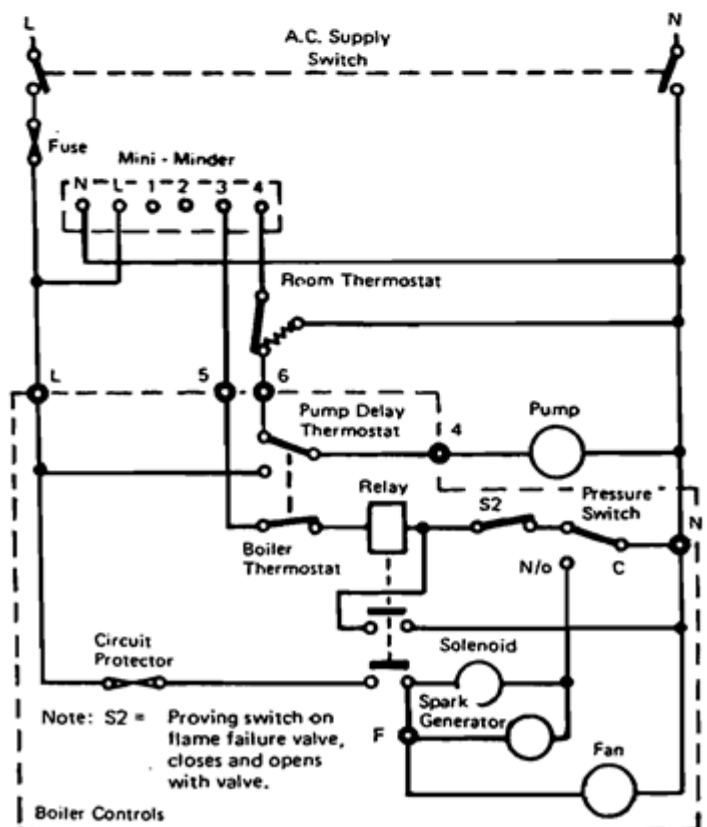 L
N
A.C. Supply
Switch
Fuse
Mini - Minder
N L 1 2 3 4
Room Thermostat
L
5
6
Pump Delay
Thermostat
4
Pump
Relay
S2
Pressure
Switch
N
Boiler
Thermostat
N/o
C
Circuit
Protector
Solenoid
Spark
Generator
F
Fan
Note: S2 = Proving switch on
flame failure valve,
closes and opens
with valve.
Boiler Controls